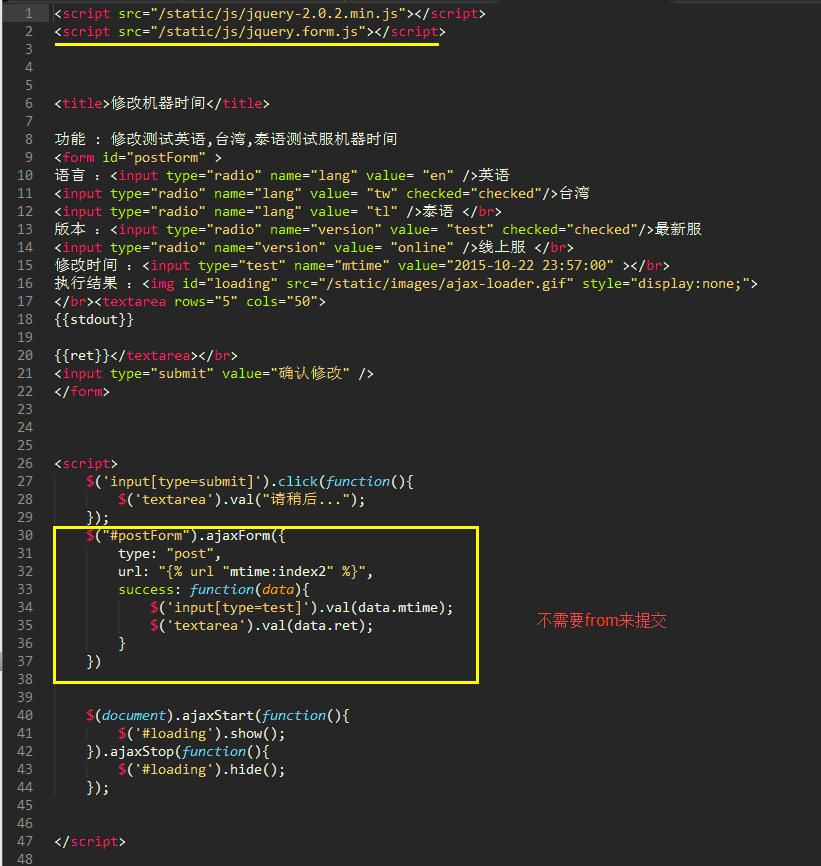 1 <script src="/static/js/jquery-2.0.2.min.js"></script>
2 <script src="/static/js/jquery.form.js"></script>
3
4
5
6 <title>修改机器时间</title>
7
8 功能 : 修改测试英语,台湾,泰语测试服机器时间
9 <form id="postForm" >
10 语言 : <input type="radio" name="lang" value= "en" />英语
11 <input type="radio" name="lang" value= "tw" checked="checked"/>台湾
12 <input type="radio" name="lang" value= "tl" />泰语 </br>
13 版本 : <input type="radio" name="version" value= "test" checked="checked"/>最新服
14 <input type="radio" name="version" value= "online" />线上服 </br>
15 修改时间 : <input type="test" name="mtime" value="2015-10-22 23:57:00" ></br>
16 执行结果 : <img id="loading" src="/static/images/ajax-loader.gif" style="display:none;">
17 </br><textarea rows="5" cols="50">
18 {{stdout}}
19
20 {{ret}}</textarea></br>
21 <input type="submit" value="确认修改" />
22 </form>
23
24
25
26 <script>
27 $('input[type=submit]').click(function(){
28 $('textarea').val("请稍后...");
29 });
30 $("#postForm").ajaxForm({
31 type: "post",
32 url: "{% url "mtime:index2" %}",
33 success: function(data){
34 $('input[type=test]').val(data.mtime);
35 $('textarea').val(data.ret);
不需要from来提交
36 }
37 })
38
39
40 $(document).ajaxStart(function(){
41 $('#loading').show();
42 }).ajaxStop(function(){
43 $('#loading').hide();
44 });
45
46
47 </script>
48